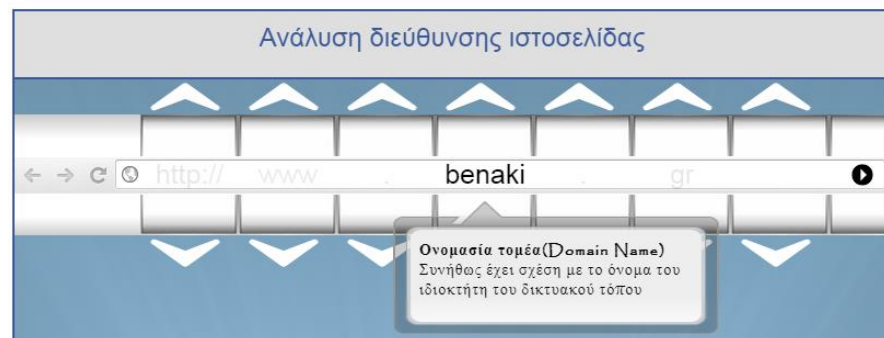 Ανάλυση διεύθυνσης ιστοσελίδας
http:// www . benaki . gr
Ονομασία τομέα(Domain Name)
Συνήθως έχει σχέση με το όνομα του
ιδιοκτήτη του δικτυακού τόπου